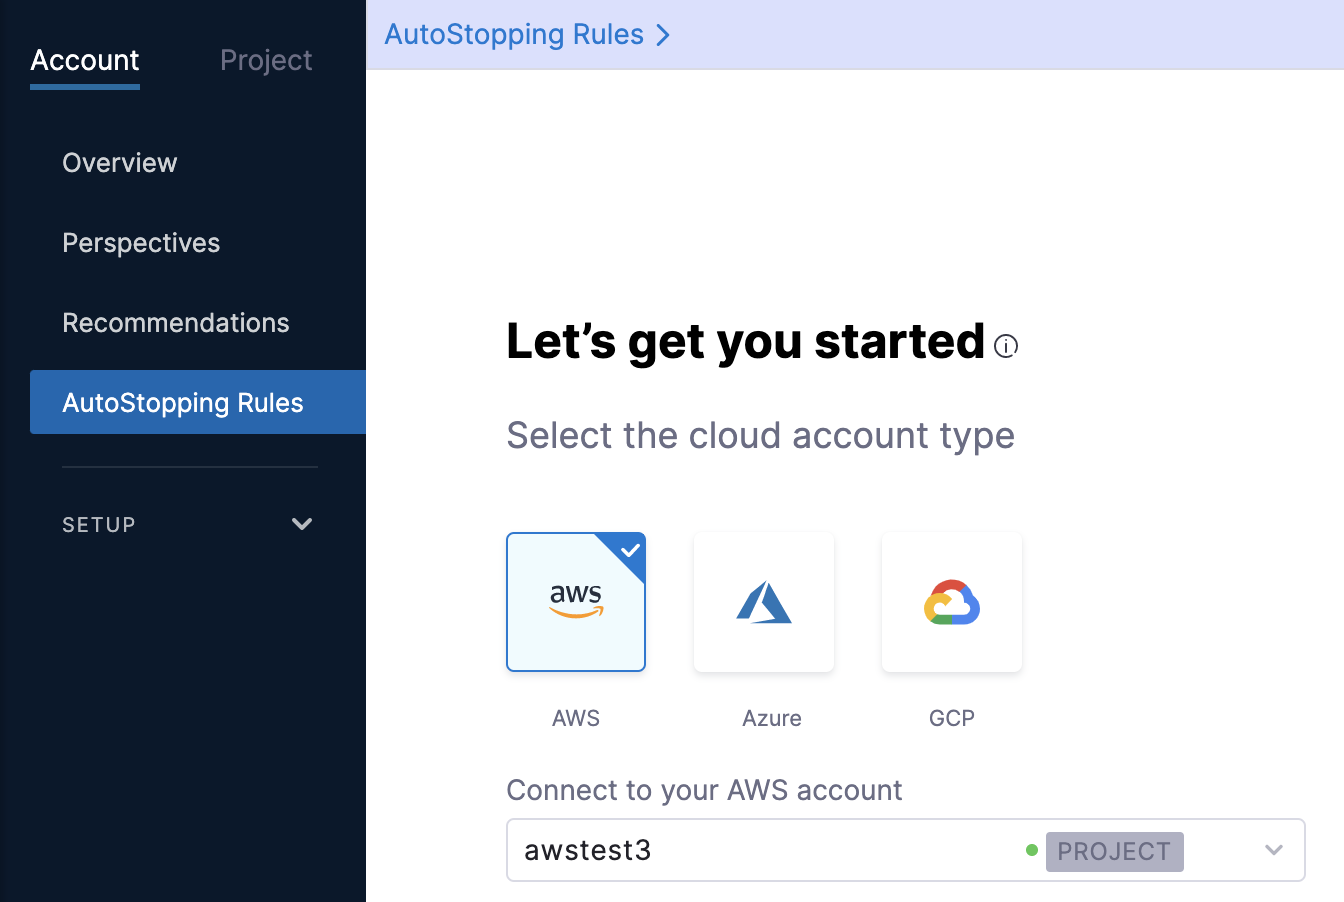 Account Project
AutoStopping Rules
Overview
Perspectives
Recommendations
AutoStopping Rules
SETUP
Let’s get you started
Select the cloud account type
aws
AWS Azure GCP
Connect to your AWS account
awstest3 PROJECT